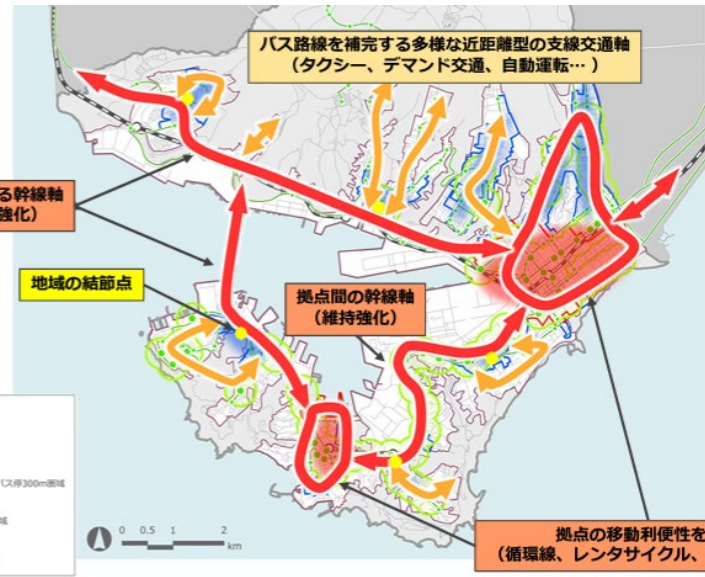 バス路線を補完する多様な近距離型の支線交通軸
（タクシー、デマンド交通、自動運転…）
る幹線軸
強化）
地域の結節点
拠点間の幹線軸
（維持強化）
バス停300m圏域
域
0 0.5 1 2
km
拠点の移動利便性を
（循環線、レンタサイクル、